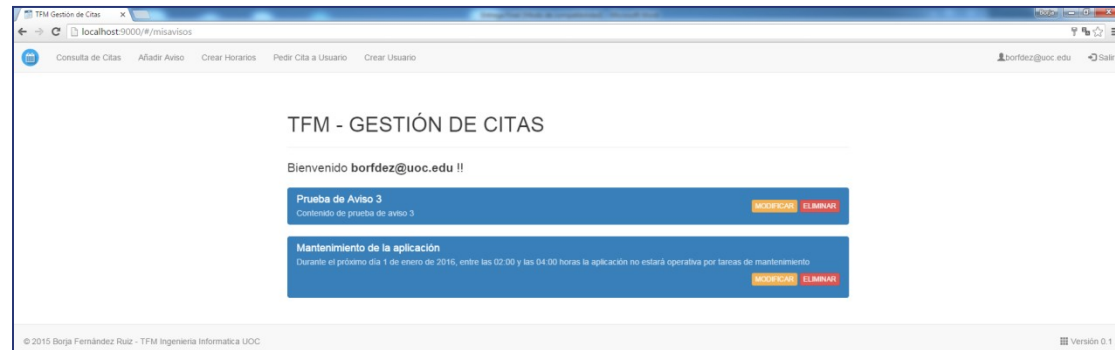 TFM Gestión de Citas
Borja
localhost:9000/#/misavisos
Consulta de Citas Añadir Aviso Crear Horarios Pedir Cita a Usuario Crear Usuario borfdez@uoc.edu Salir
TFM - GESTIÓN DE CITAS
Bienvenido borfdez@uoc.edu !!
Prueba de Aviso 3
Contenido de prueba de aviso 3
MODIFICAR ELIMINAR
Mantenimiento de la aplicación
Durante el próximo día 1 de enero de 2016, entre las 02:00 y las 04:00 horas la aplicación no estará operativa por tareas de mantenimiento
MODIFICAR ELIMINAR
© 2015 Borja Fernández Ruiz - TFM Ingenieria Informatica UOC Versión 0.1